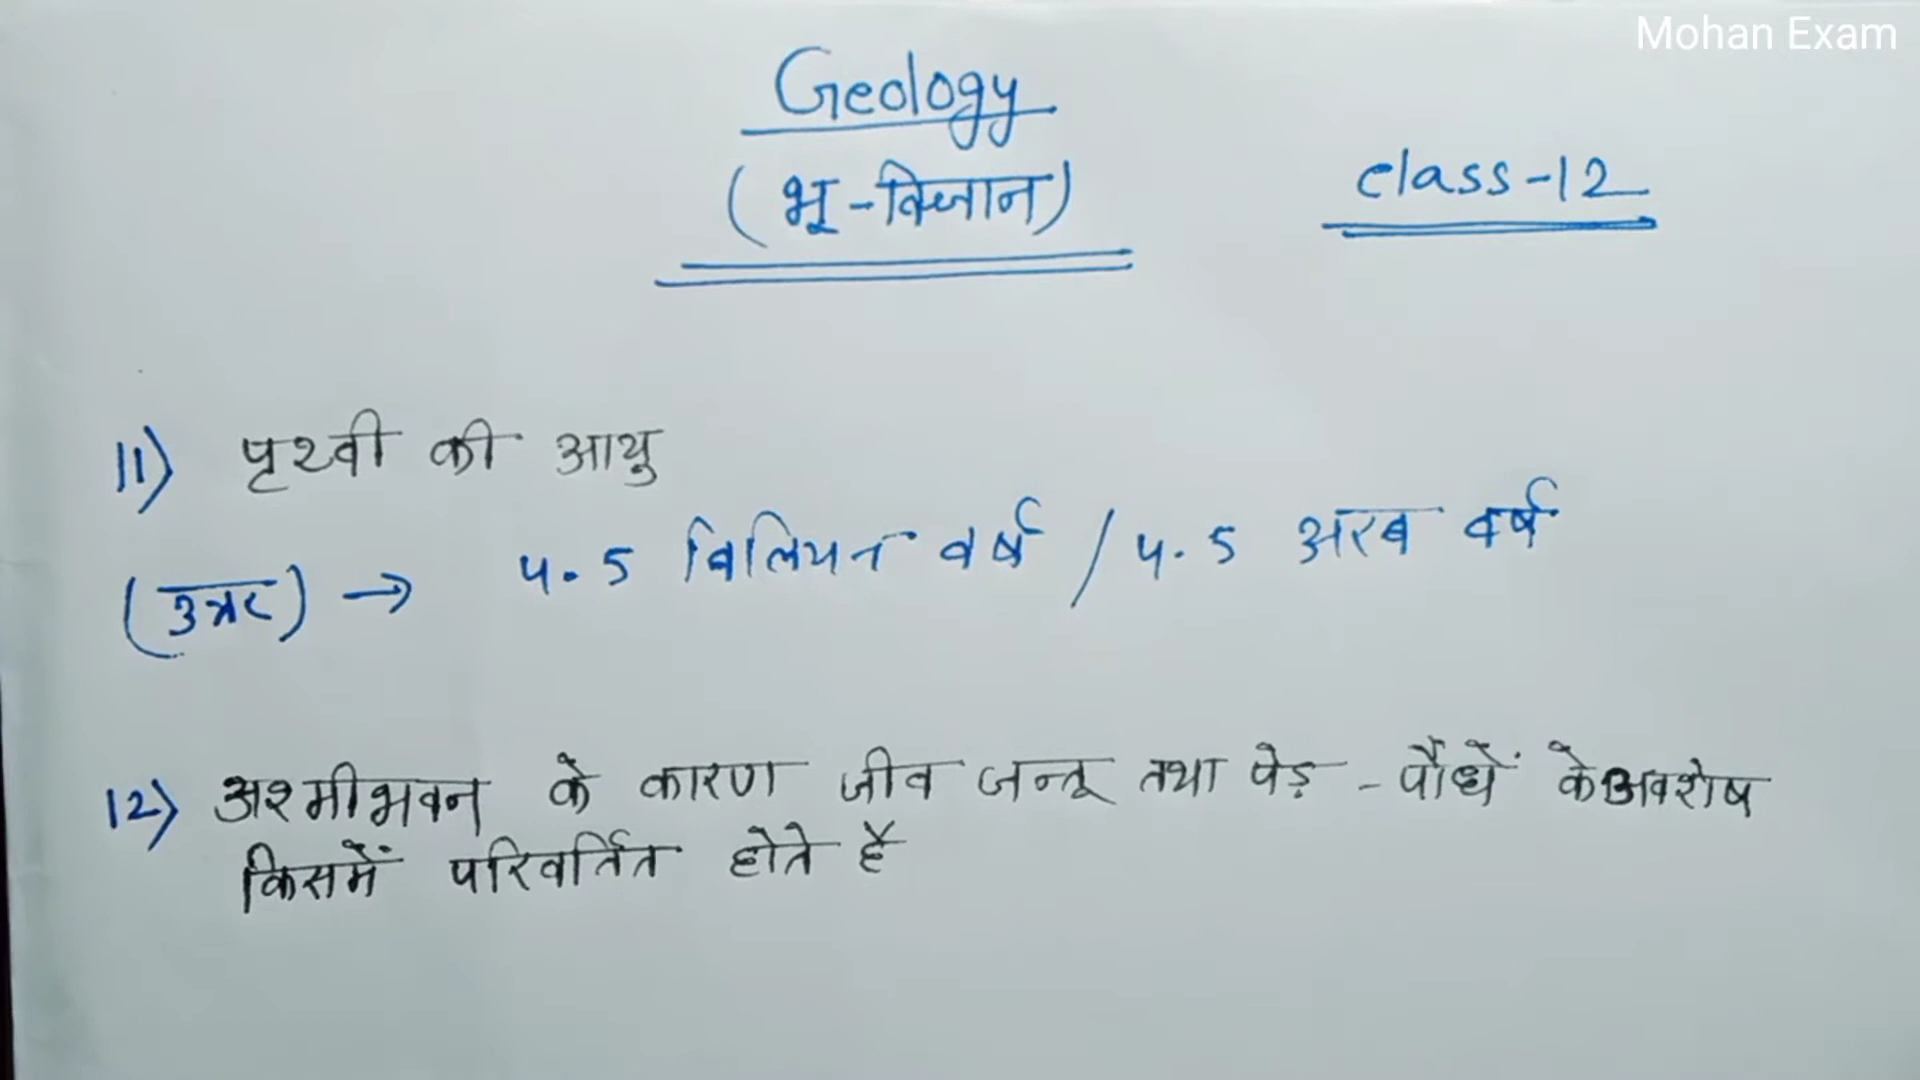 Mohan Exam
Geology
(भू-विज्ञान)
class-12
11) पृथ्वी की आयु
(उत्तर) → 4.5 बिलियन वर्ष / 4.5 अरब वर्ष
12) अश्मीभवन के कारण जीव जन्तू तथा पेड़ - पौधें के अवशेष
किसमें परिवर्तित होते है